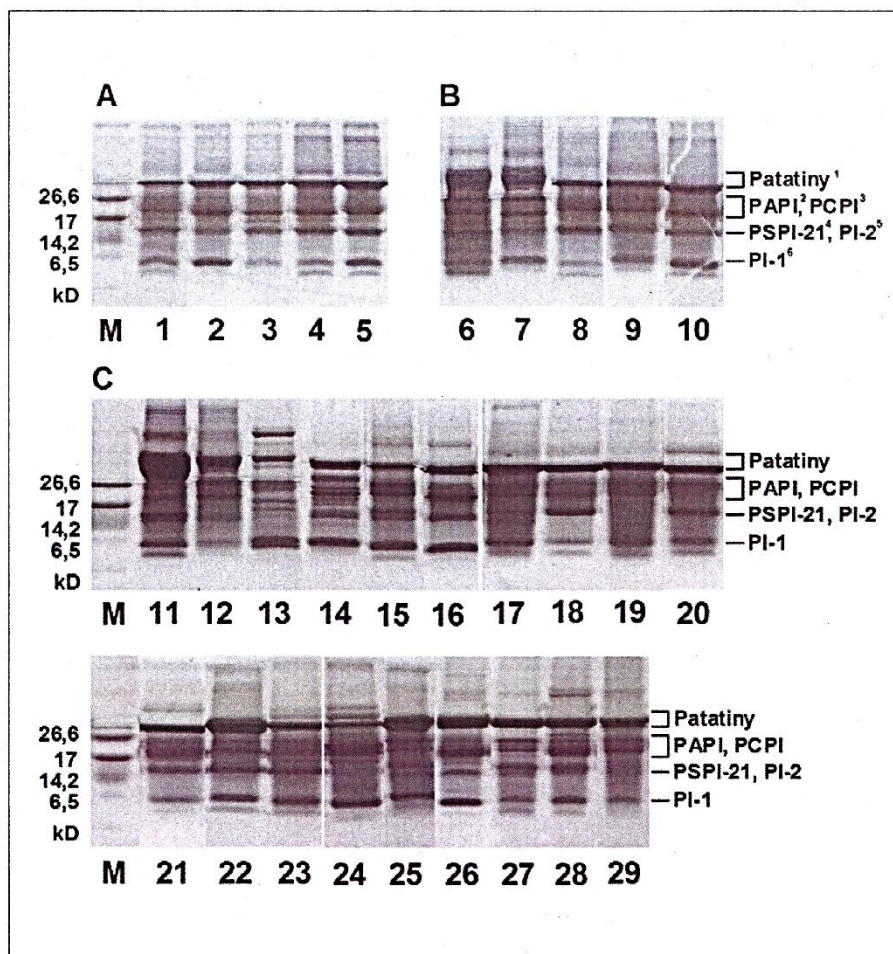 A
B
26,6
17
14,2
6,5
kD
Patatiny ¹
PAPI,² PCPI³
PSPI-21⁴, PI-2⁵
PI-1⁶
M 1 2 3 4 5
6 7 8 9 10
C
26,6
17
14,2
6,5
kD
Patatiny
PAPI, PCPI
PSPI-21, PI-2
PI-1
M 11 12 13 14 15 16 17 18 19 20
26,6
17
14,2
6,5
kD
Patatiny
PAPI, PCPI
PSPI-21, PI-2
PI-1
M 21 22 23 24 25 26 27 28 29